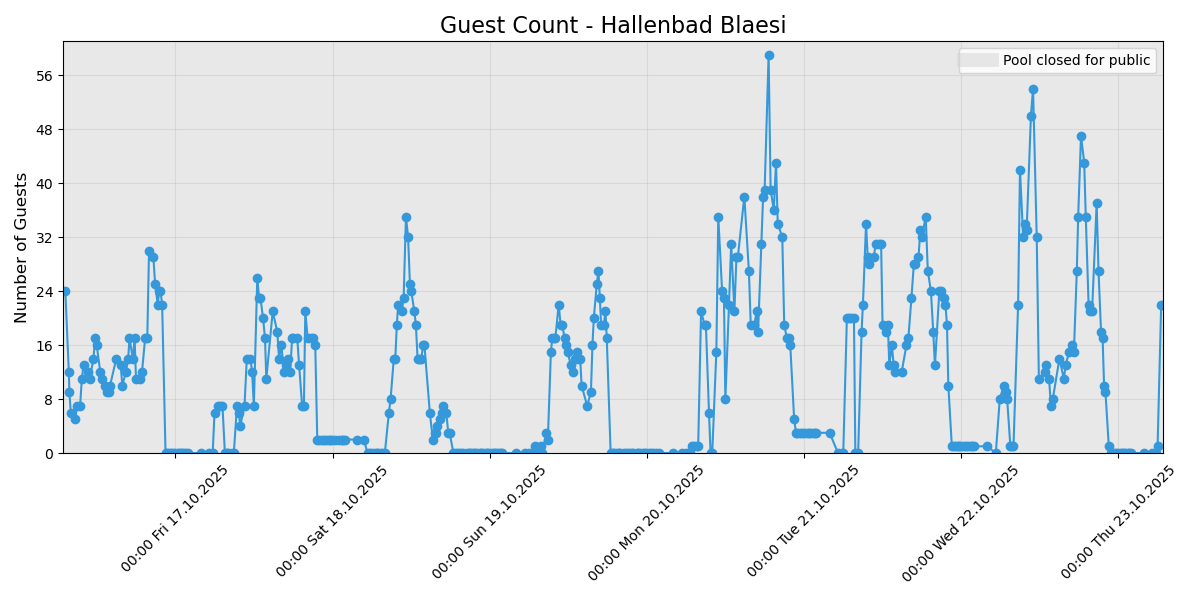 Guest Count - Hallenbad Blaesi
Pool closed for public
Number of Guests
56
48
40
32
24
16
8
0
00:00 Fri 17.10.2025
00:00 Sat 18.10.2025
00:00 Sun 19.10.2025
00:00 Mon 20.10.2025
00:00 Tue 21.10.2025
00:00 Wed 22.10.2025
00:00 Thu 23.10.2025